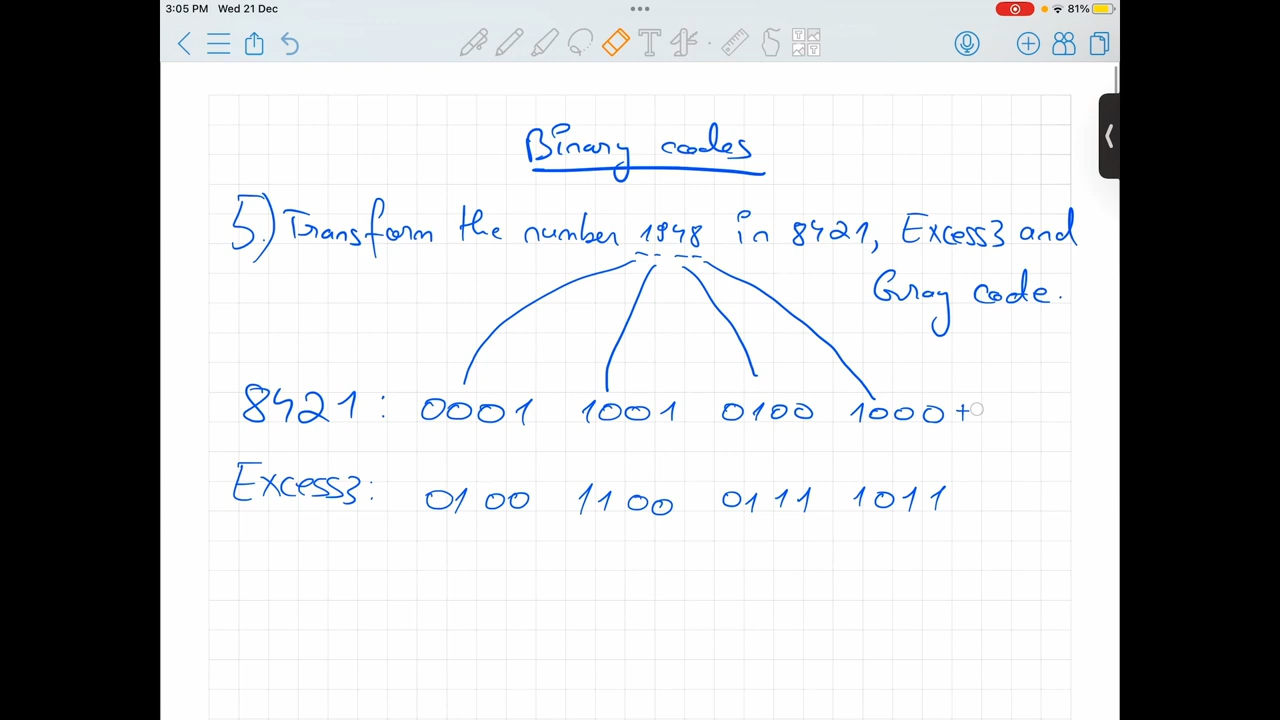 3:05 PM Wed 21 Dec
81%
Binary codes
5.) Transform the number 1948 in 8421, Excess3 and
Gray code.
8421: 0001 1001 0100 1000 +
Excess3: 0100 1100 0111 1011